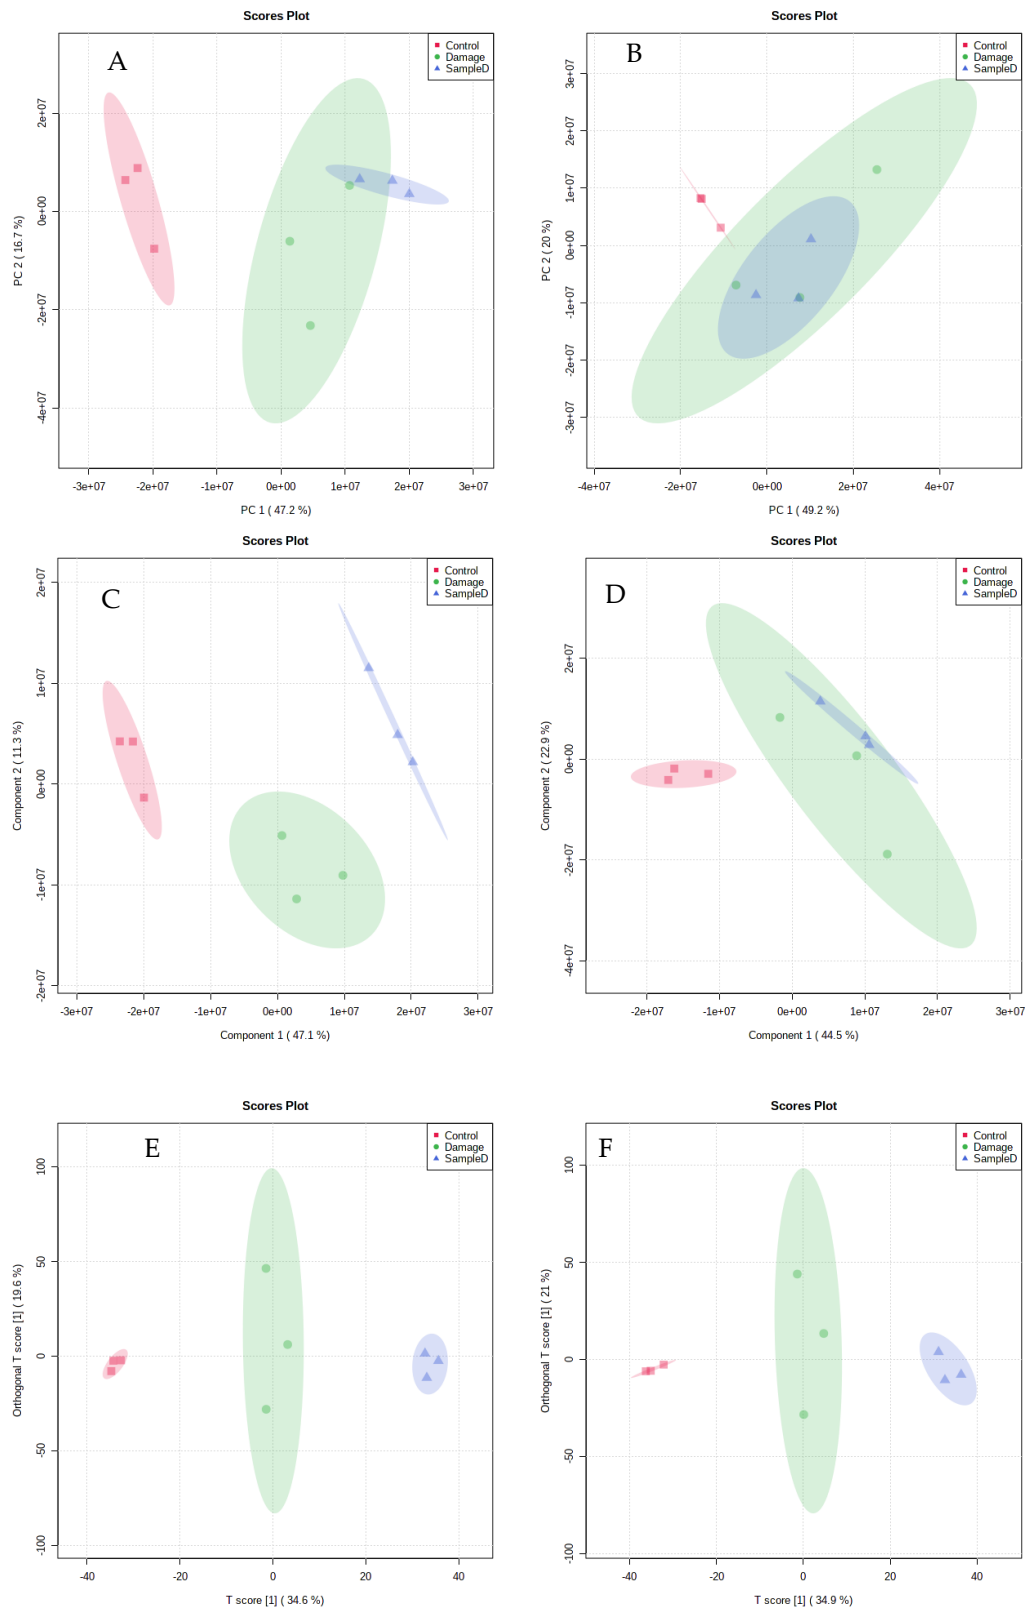 Scores Plot
A
Control
Damage
SampleD
2e+07
0e+00
-2e+07
-4e+07
PC 2 ( 16.7 %)
-3e+07 -2e+07 -1e+07 0e+00 1e+07 2e+07 3e+07
PC 1 ( 47.2 %)
Scores Plot
B
Control
Damage
SampleD
3e+07
2e+07
1e+07
0e+00
-1e+07
-2e+07
-3e+07
PC 2 ( 20 %)
-4e+07 -2e+07 0e+00 2e+07 4e+07
PC 1 ( 49.2 %)
Scores Plot
C
Control
Damage
SampleD
2e+07
1e+07
0e+00
-1e+07
-2e+07
Component 2 ( 11.3 %)
-3e+07 -2e+07 -1e+07 0e+00 1e+07 2e+07 3e+07
Component 1 ( 47.1 %)
Scores Plot
D
Control
Damage
SampleD
2e+07
0e+00
-2e+07
-4e+07
Component 2 ( 22.9 %)
-2e+07 -1e+07 0e+00 1e+07 2e+07 3e+07
Component 1 ( 44.5 %)
Scores Plot
E
Control
Damage
SampleD
100
50
0
-50
-100
Orthogonal T score [1] ( 19.6 %)
-40 -20 0 20 40
T score [1] ( 34.6 %)
Scores Plot
F
Control
Damage
SampleD
100
50
0
-50
-100
Orthogonal T score [1] ( 21 %)
-40 -20 0 20 40
T score [1] ( 34.9 %)